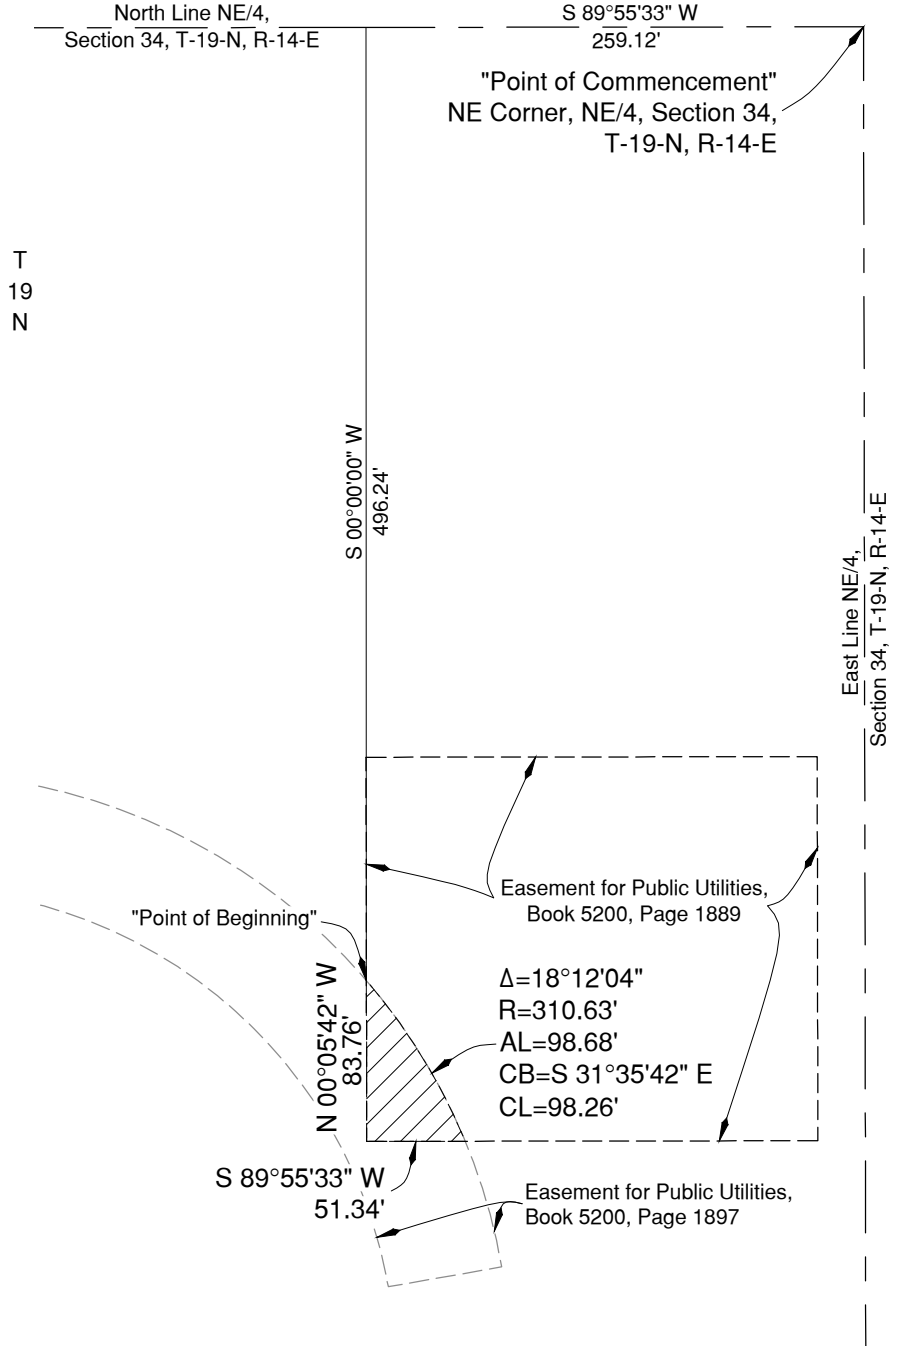 North Line NE/4,
Section 34, T-19-N, R-14-E
S 89°55'33" W
259.12'
"Point of Commencement"
NE Corner, NE/4, Section 34,
T-19-N, R-14-E
T
19
N
S 00°00'00" W
496.24'
East Line NE/4,
Section 34, T-19-N, R-14-E
Easement for Public Utilities,
Book 5200, Page 1889
"Point of Beginning"
N 00°05'42" W
83.76'
Δ=18°12'04"
R=310.63'
AL=98.68'
CB=S 31°35'42" E
CL=98.26'
S 89°55'33" W
51.34'
Easement for Public Utilities,
Book 5200, Page 1897